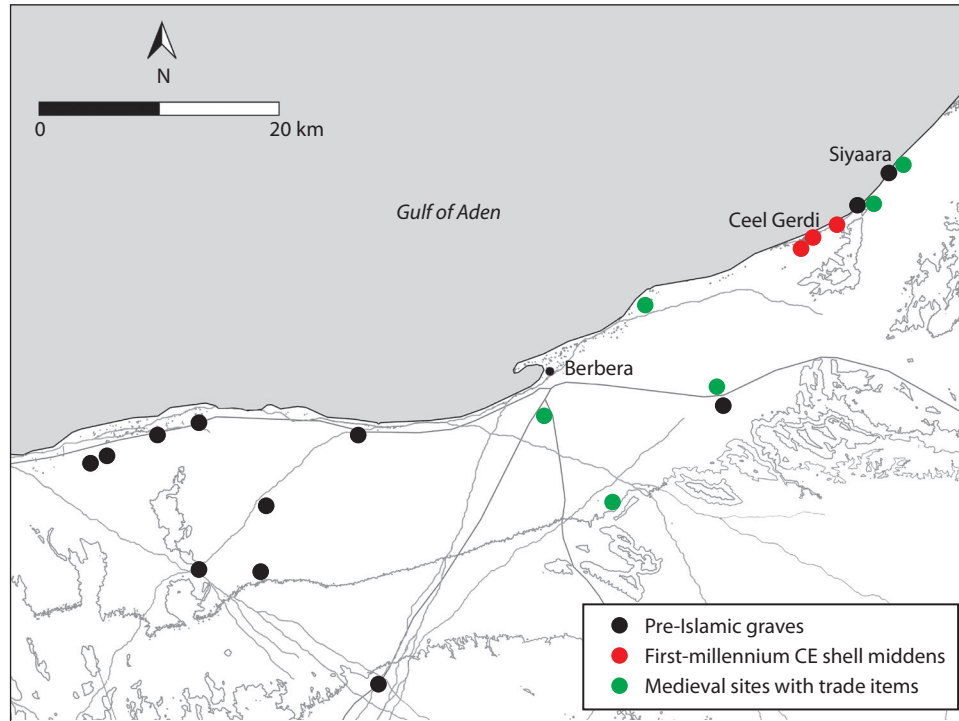 N
0 20 km
Siyaara
Gulf of Aden
Ceel Gerdi
Berbera
Pre-Islamic graves
First-millennium CE shell middens
Medieval sites with trade items